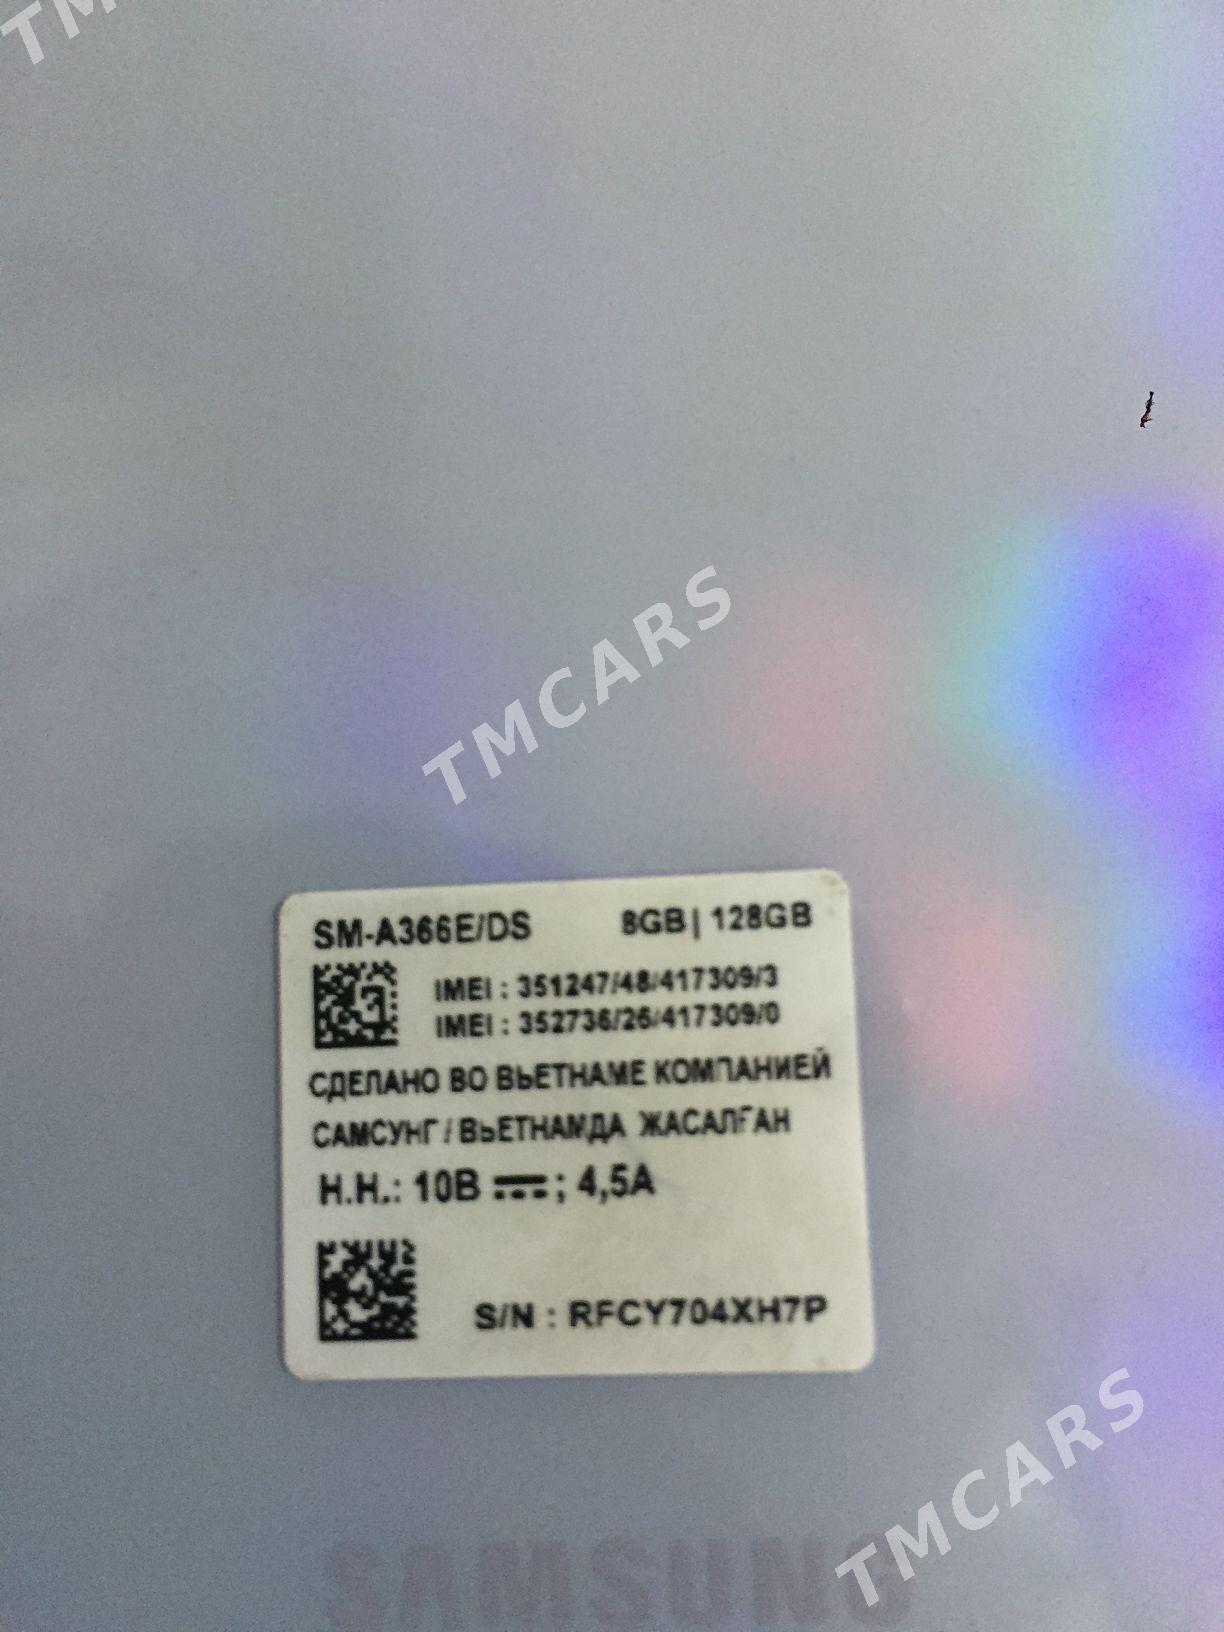 TMCARS
TMCARS
SM-A366E/DS 8GB | 128GB
IMEI : 351247/48/417309/3
IMEI : 352736/26/417309/0
СДЕЛАНО ВО ВЬЕТНАМЕ КОМПАНИЕЙ
САМСУНГ / ВЬЕТНАМДА ЖАСАЛҒАН
Н.Н.: 10В ⎓; 4,5А
S/N : RFCY704XH7P
TMCARS
SAMSUNG